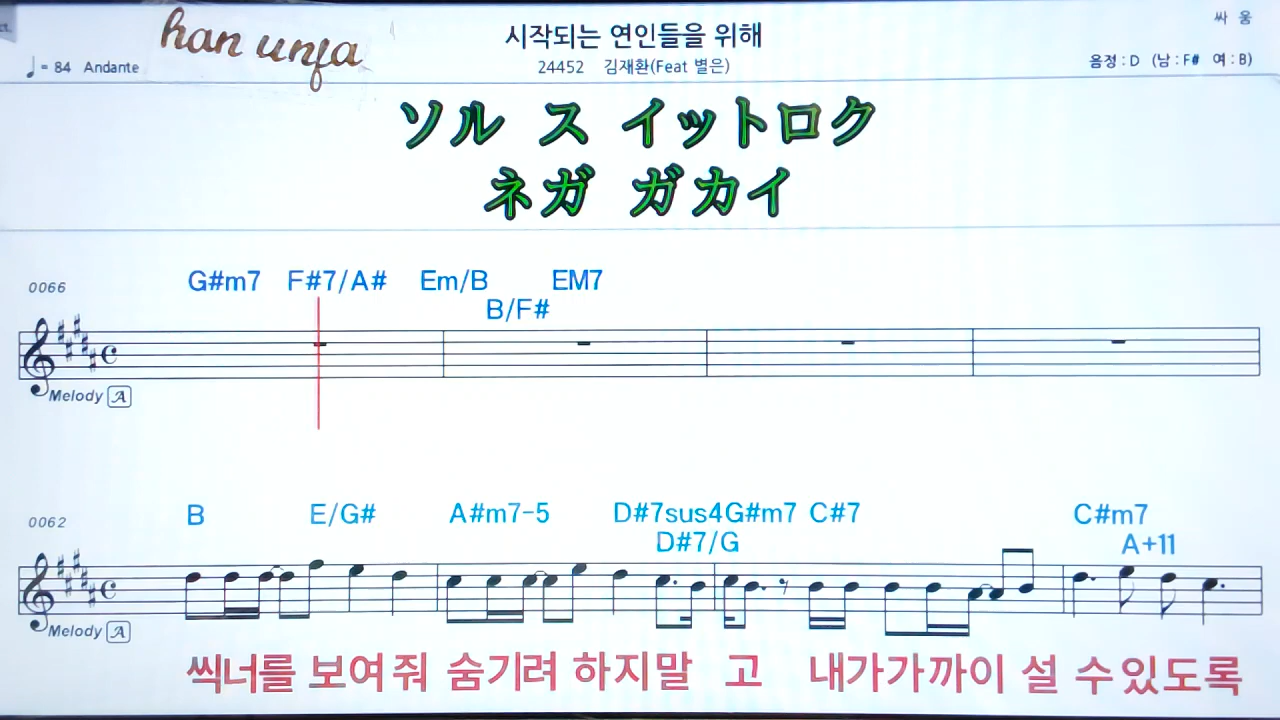 han unfa
시작되는 연인들을 위해
싸 움
♩= 84 Andante
24452 김재환(Feat 별은)
음정 : D (남 : F# 여 : B)
ソル ス イットロク
ネガ ガカイ
0066
G#m7 F#7/A# Em/B EM7
B/F#
Melody A
0062
B E/G# A#m7-5 D#7sus4G#m7 C#7 C#m7
D#7/G A+11
Melody A
씩너를 보여줘 숨기려 하지말 고 내가가까이 설 수있도록